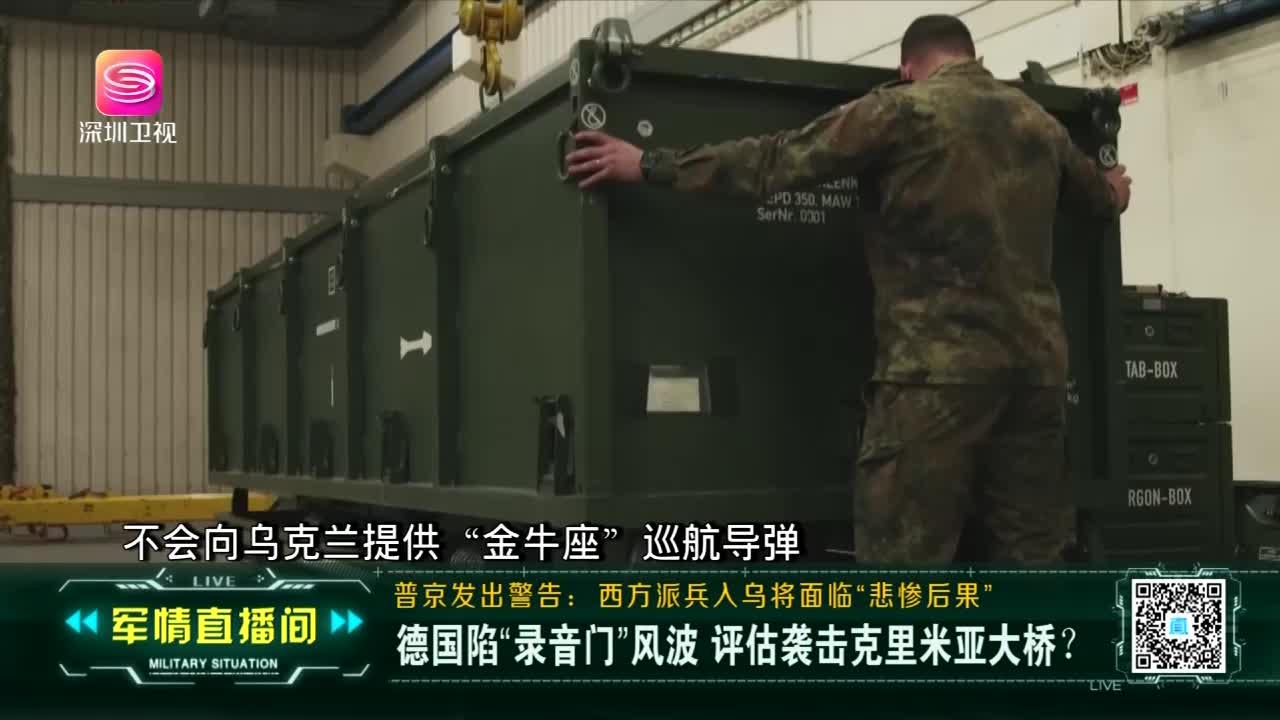 深圳卫视
EPD 350, MAW
SerNr. 0001
TAB-BOX
RGON-BOX
不会向乌克兰提供“金牛座”巡航导弹
LIVE
军情直播间
MILITARY SITUATION
普京发出警告：西方派兵入乌将面临“悲惨后果”
德国陷“录音门”风波 评估袭击克里米亚大桥？
LIVE